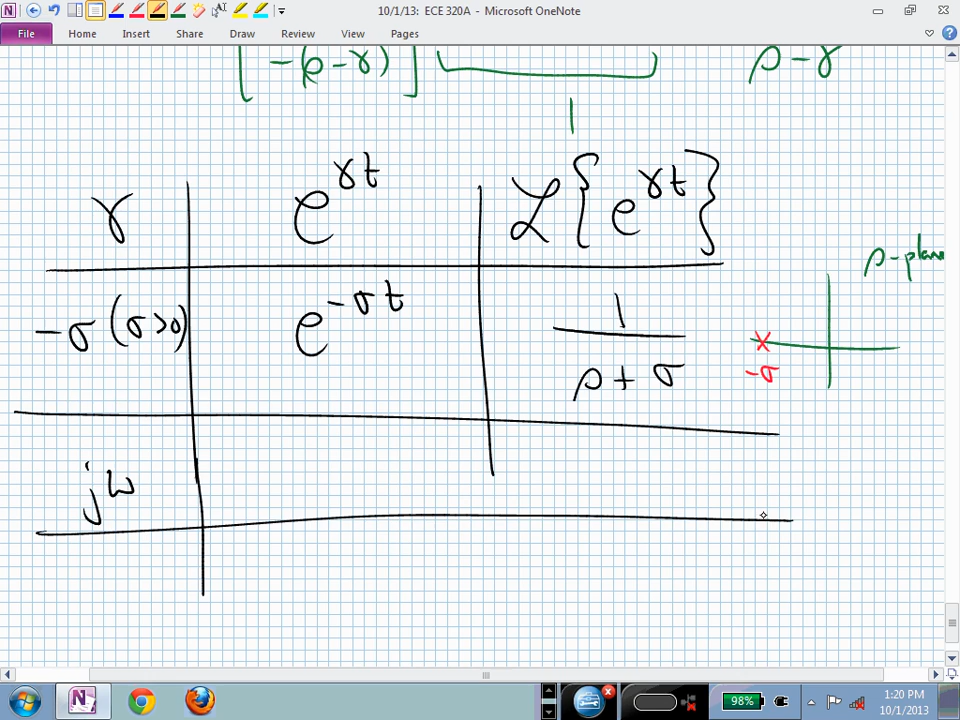 10/1/13: ECE 320A - Microsoft OneNote
File Home Insert Share Draw Review View Pages
[-(s-γ)] s-γ
1
γ e^{γt} ℒ{e^{γt}}
s-plane
-σ (σ>0) e^{-σt} 1/(s+σ)
×
-σ
jω
98%
1:20 PM
10/1/2013